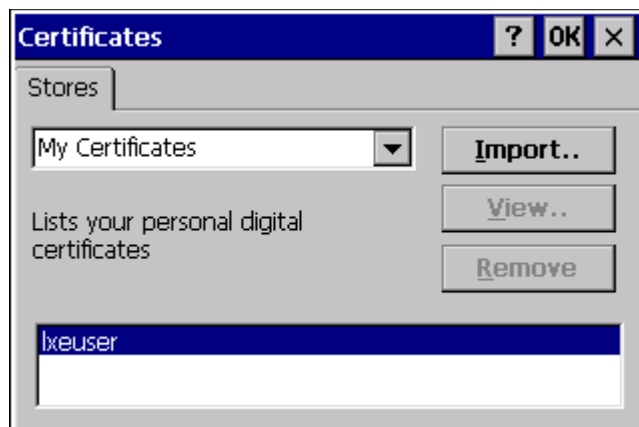 Certificates ? OK ×
Stores
My Certificates
Import..
Lists your personal digital
certificates
View..
Remove
lxeuser